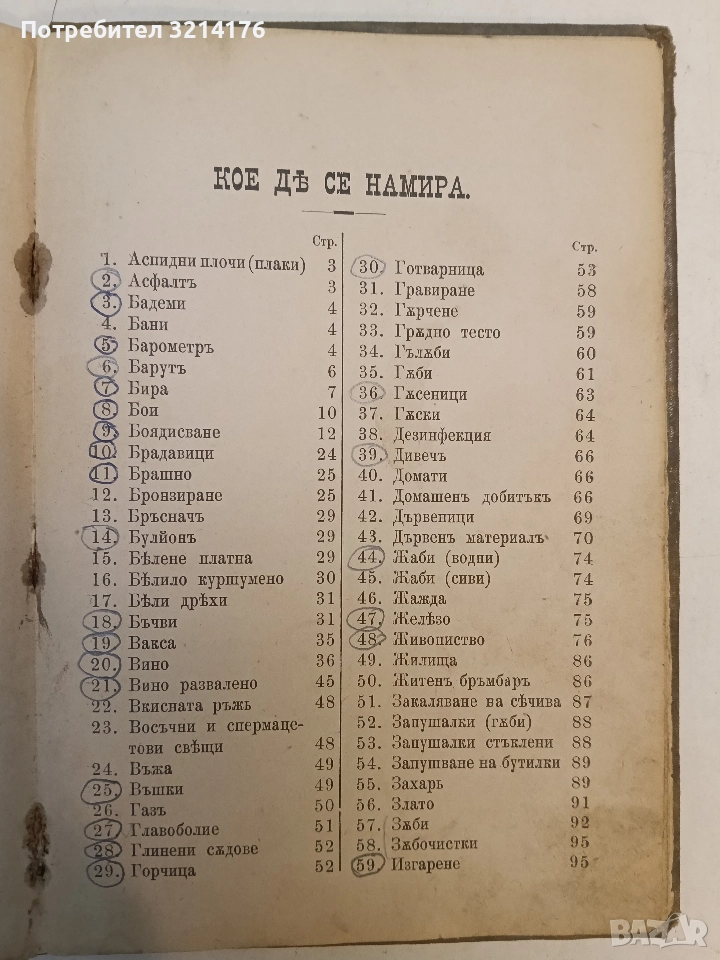 Потребител 3214176
КОЕ ДѢ СЕ НАМИРА.
Стр.
1. Аспидни плочи (плаки) 3
2. Асфалтъ 3
3. Бадеми 4
4. Бани 4
5. Барометръ 4
6. Барутъ 6
7. Бира 7
8. Бои 10
9. Боядисване 12
10. Брадавици 24
11. Брашно 25
12. Бронзиране 25
13. Бръсначъ 29
14. Булйонъ 29
15. Бѣлене платна 29
16. Бѣлило куршумено 30
17. Бѣли дрѣхи 31
18. Бъчви 31
19. Вакса 35
20. Вино 36
21. Вино развалено 45
22. Вкисната ръжь 48
23. Восъчни и спермаце-
тови свѣщи 48
24. Въжа 49
25. Въшки 49
26. Газъ 50
27. Главоболие 51
28. Глинени сѫдове 52
29. Горчица 52
Стр.
30. Готварница 53
31. Гравиране 58
32. Гѫрчене 59
33. Грѫдно тесто 59
34. Гълѫби 60
35. Гѫби 61
36. Гѫсеници 63
37. Гѫски 64
38. Дезинфекция 64
39. Дивечъ 66
40. Домати 66
41. Домашенъ добитъкъ 66
42. Дървеници 69
43. Дървенъ материалъ 70
44. Жаби (водни) 74
45. Жаби (сиви) 74
46. Жажда 75
47. Желѣзо 75
48. Живописство 76
49. Жилища 86
50. Житенъ бръмбаръ 86
51. Закаляване на сѣчива 87
52. Запушалки (гѫби) 88
53. Запушалки стъклени 88
54. Запушване на бутилки 89
55. Захарь 89
56. Злато 91
57. Зѫби 92
58. Зѫбочистки 95
59. Изгарене 95
BAZAR